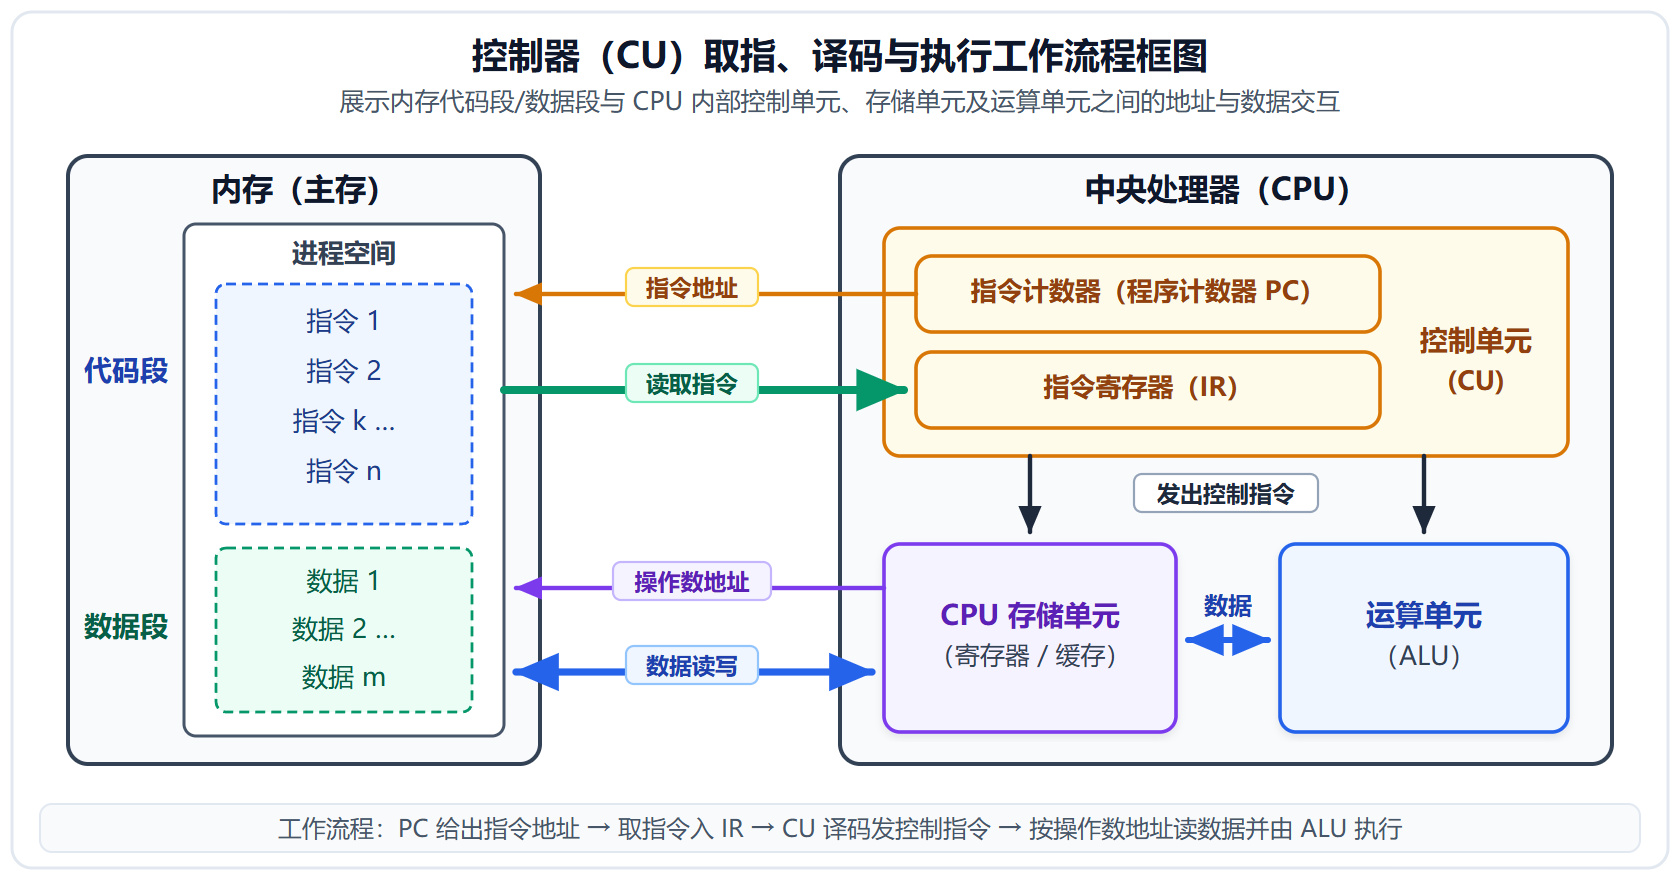 控制器（CU）取指、译码与执行工作流程框图
展示内存代码段/数据段与 CPU 内部控制单元、存储单元及运算单元之间的地址与数据交互
内存（主存）
进程空间
代码段
指令 1
指令 2
指令 k ...
指令 n
数据段
数据 1
数据 2 ...
数据 m
指令地址
读取指令
操作数地址
数据读写
中央处理器（CPU）
指令计数器（程序计数器 PC）
指令寄存器（IR）
控制单元
（CU）
发出控制指令
CPU 存储单元
（寄存器 / 缓存）
数据
运算单元
（ALU）
工作流程：PC 给出指令地址 → 取指令入 IR → CU 译码发控制指令 → 按操作数地址读数据并由 ALU 执行